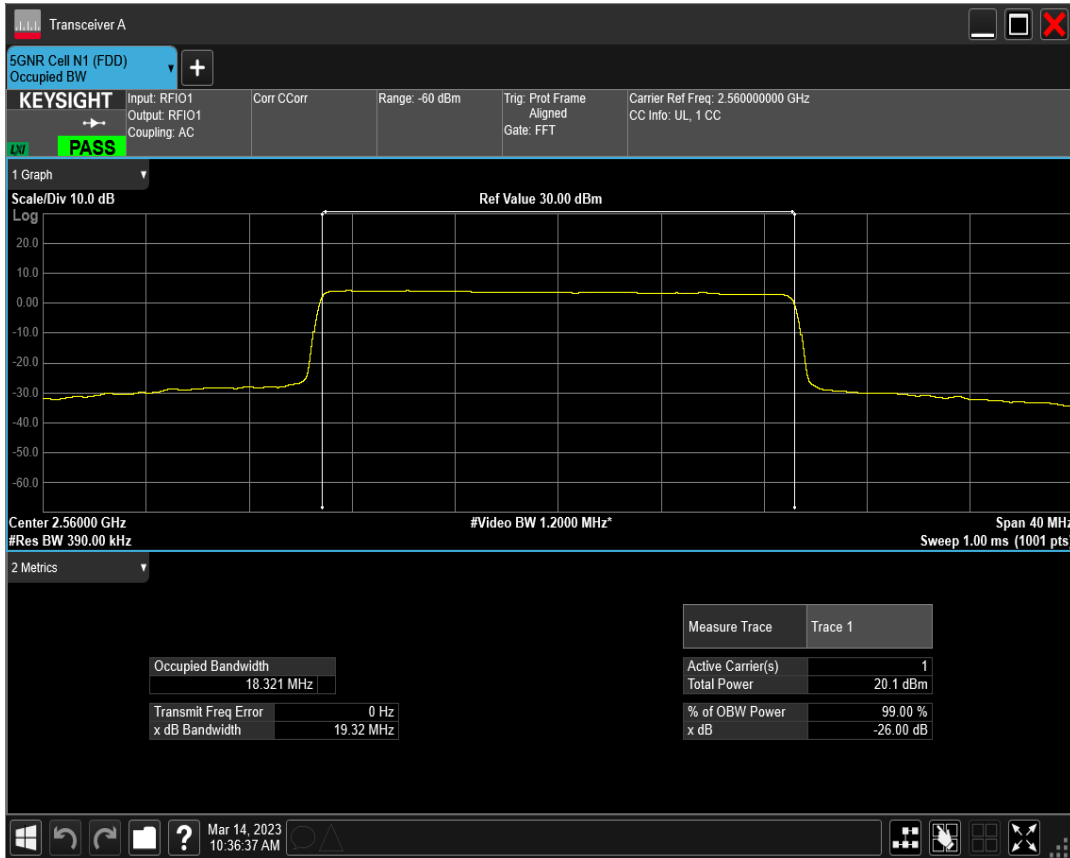 Transceiver A
5GNR Cell N1 (FDD)
Occupied BW
+
KEYSIGHT
LXI
PASS
Input: RFIO1
Output: RFIO1
Coupling: AC
Corr CCorr
Range: -60 dBm
Trig: Prot Frame
Aligned
Gate: FFT
Carrier Ref Freq: 2.560000000 GHz
CC Info: UL, 1 CC
1 Graph
Scale/Div 10.0 dB
Ref Value 30.00 dBm
Log
20.0
10.0
0.00
-10.0
-20.0
-30.0
-40.0
-50.0
-60.0
Center 2.56000 GHz
#Video BW 1.2000 MHz*
Span 40 MHz
#Res BW 390.00 kHz
Sweep 1.00 ms (1001 pts)
2 Metrics
Measure Trace Trace 1
Occupied Bandwidth
18.321 MHz
Active Carrier(s) 1
Total Power 20.1 dBm
Transmit Freq Error 0 Hz
x dB Bandwidth 19.32 MHz
% of OBW Power 99.00 %
x dB -26.00 dB
?
Mar 14, 2023
10:36:37 AM